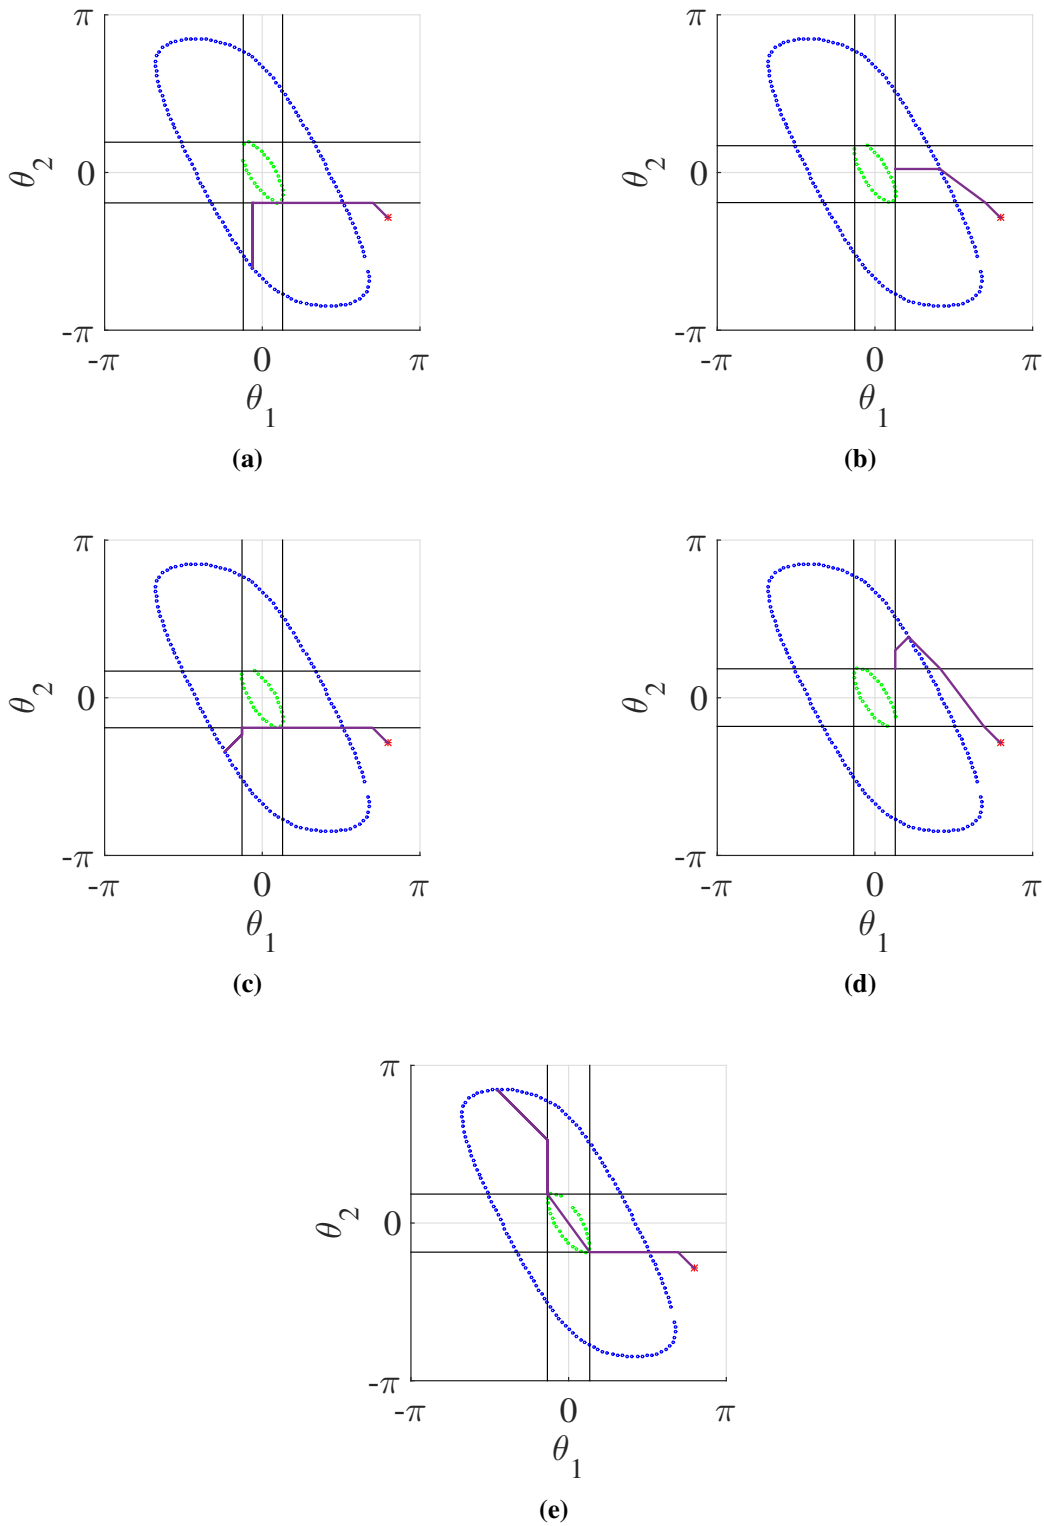 π π
θ₂ 0 θ₂ 0
-π -π
-π 0 π -π 0 π
θ₁ θ₁
(a) (b)
π π
θ₂ 0 θ₂ 0
-π -π
-π 0 π -π 0 π
θ₁ θ₁
(c) (d)
π
θ₂ 0
-π
-π 0 π
θ₁
(e)